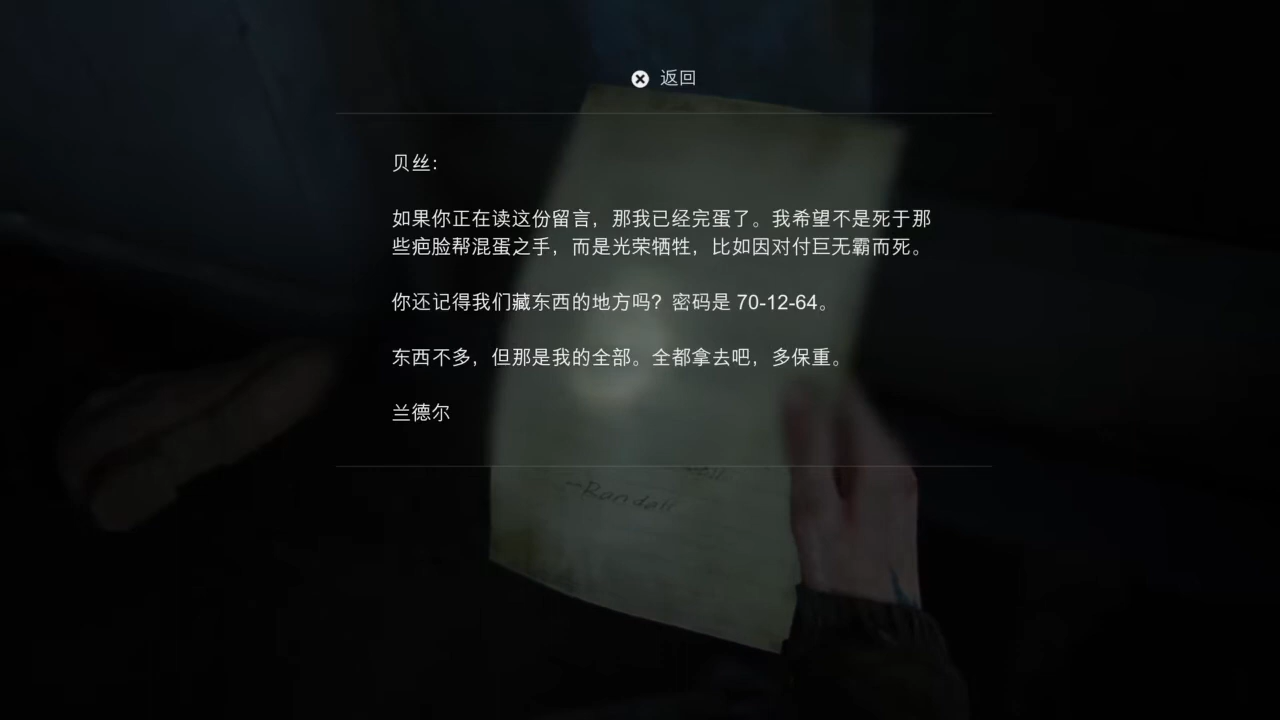 返回
贝丝：
如果你正在读这份留言，那我已经完蛋了。我希望不是死于那
些疤脸帮混蛋之手，而是光荣牺牲，比如因对付巨无霸而死。
你还记得我们藏东西的地方吗？密码是 70-12-64。
东西不多，但那是我的全部。全都拿去吧，多保重。
兰德尔
-Randall